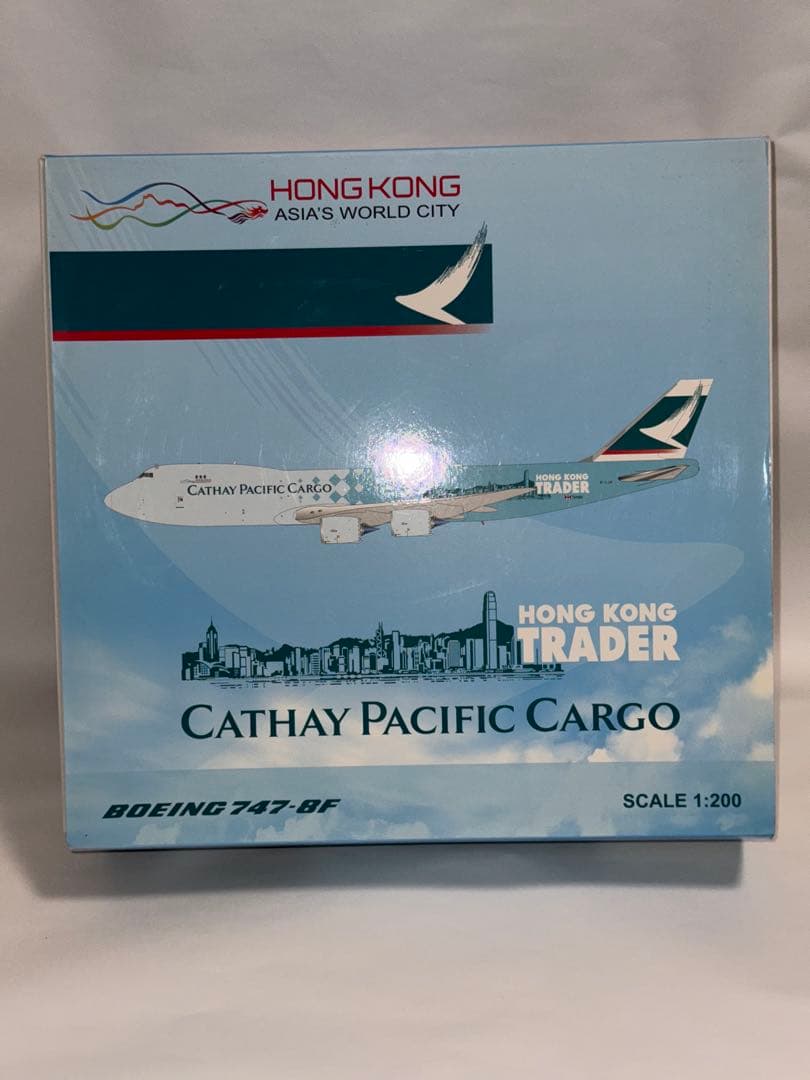 HONG KONG
ASIA'S WORLD CITY
CATHAY PACIFIC CARGO
HONG KONG
TRADER
HONG KONG
TRADER
CATHAY PACIFIC CARGO
BOEING 747-8F
SCALE 1:200